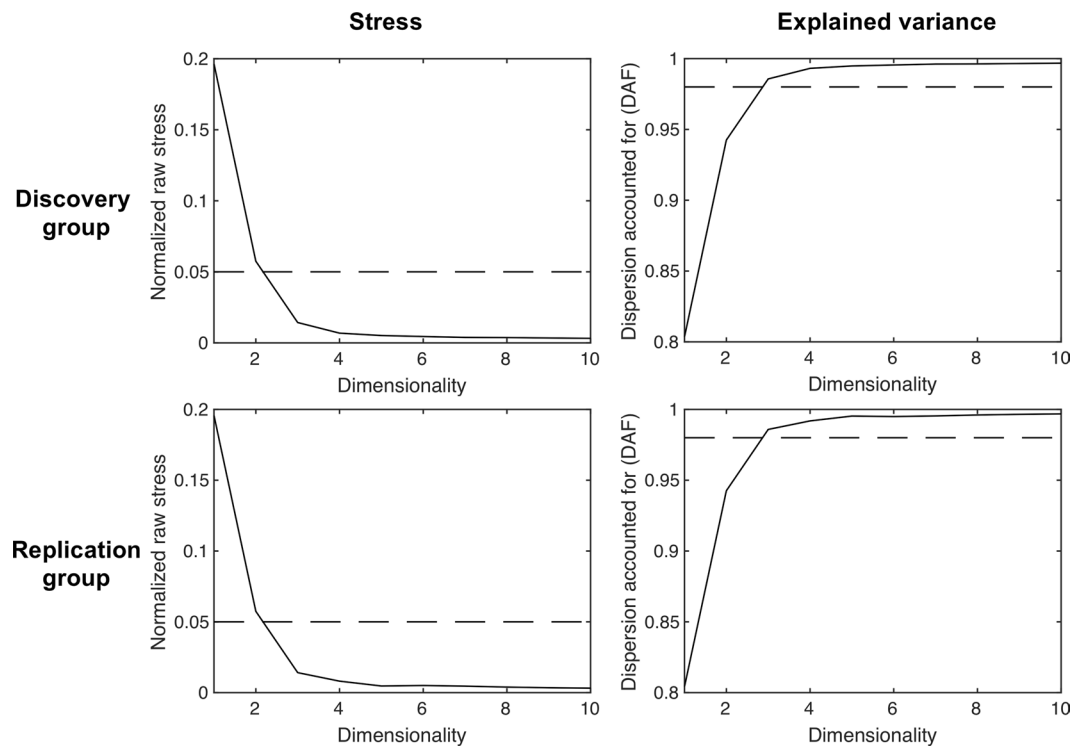 Stress
Explained variance
Discovery
group
Normalized raw stress
0.2
0.15
0.1
0.05
0
2
4
6
8
10
Dimensionality
Dispersion accounted for (DAF)
1
0.95
0.9
0.85
0.8
2
4
6
8
10
Dimensionality
Replication
group
Normalized raw stress
0.2
0.15
0.1
0.05
0
2
4
6
8
10
Dimensionality
Dispersion accounted for (DAF)
1
0.95
0.9
0.85
0.8
2
4
6
8
10
Dimensionality